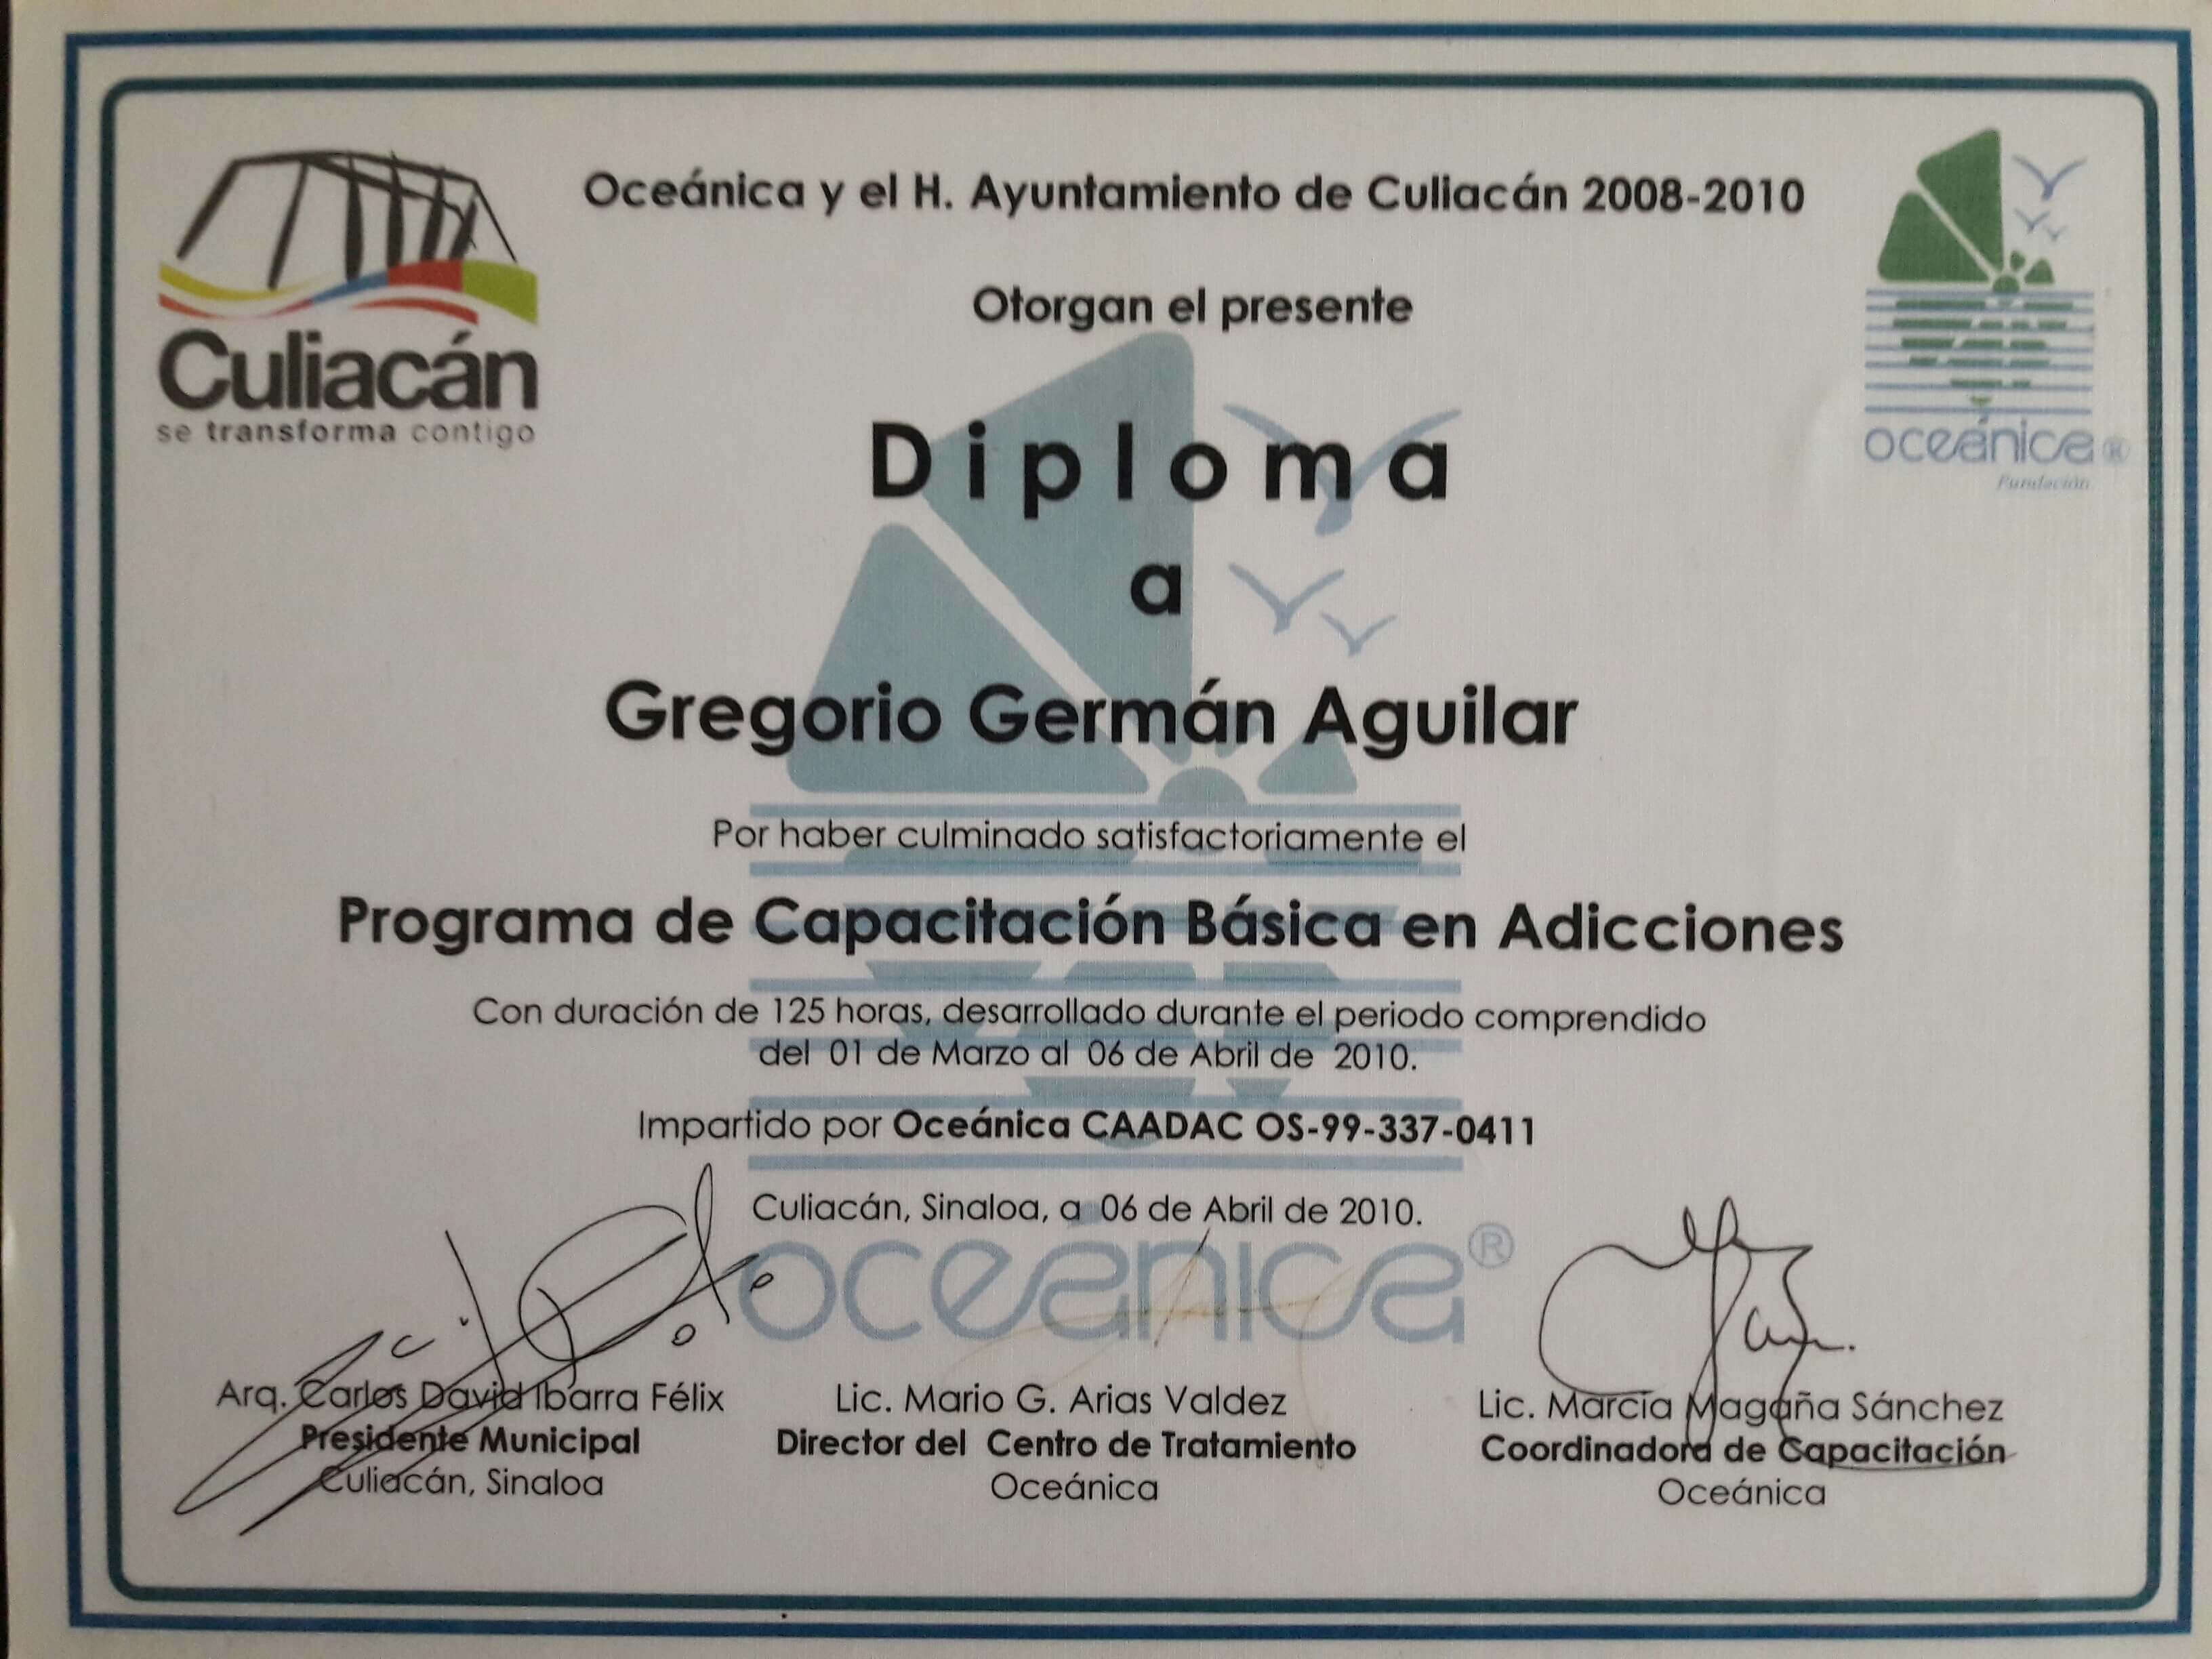 Oceánica y el H. Ayuntamiento de Culiacán 2008-2010
Otorgan el presente
Culiacán
se transforma contigo
oceánica®
Fundación
Diploma
a
Gregorio Germán Aguilar
Por haber culminado satisfactoriamente el
Programa de Capacitación Básica en Adicciones
Con duración de 125 horas, desarrollado durante el periodo comprendido
del 01 de Marzo al 06 de Abril de 2010.
Impartido por Oceánica CAADAC OS-99-337-0411
Culiacán, Sinaloa, a 06 de Abril de 2010.
oceánica®
Arq. Carlos David Ibarra Félix
Presidente Municipal
Culiacán, Sinaloa
Lic. Mario G. Arias Valdez
Director del Centro de Tratamiento
Oceánica
Lic. Marcia Magaña Sánchez
Coordinadora de Capacitación
Oceánica